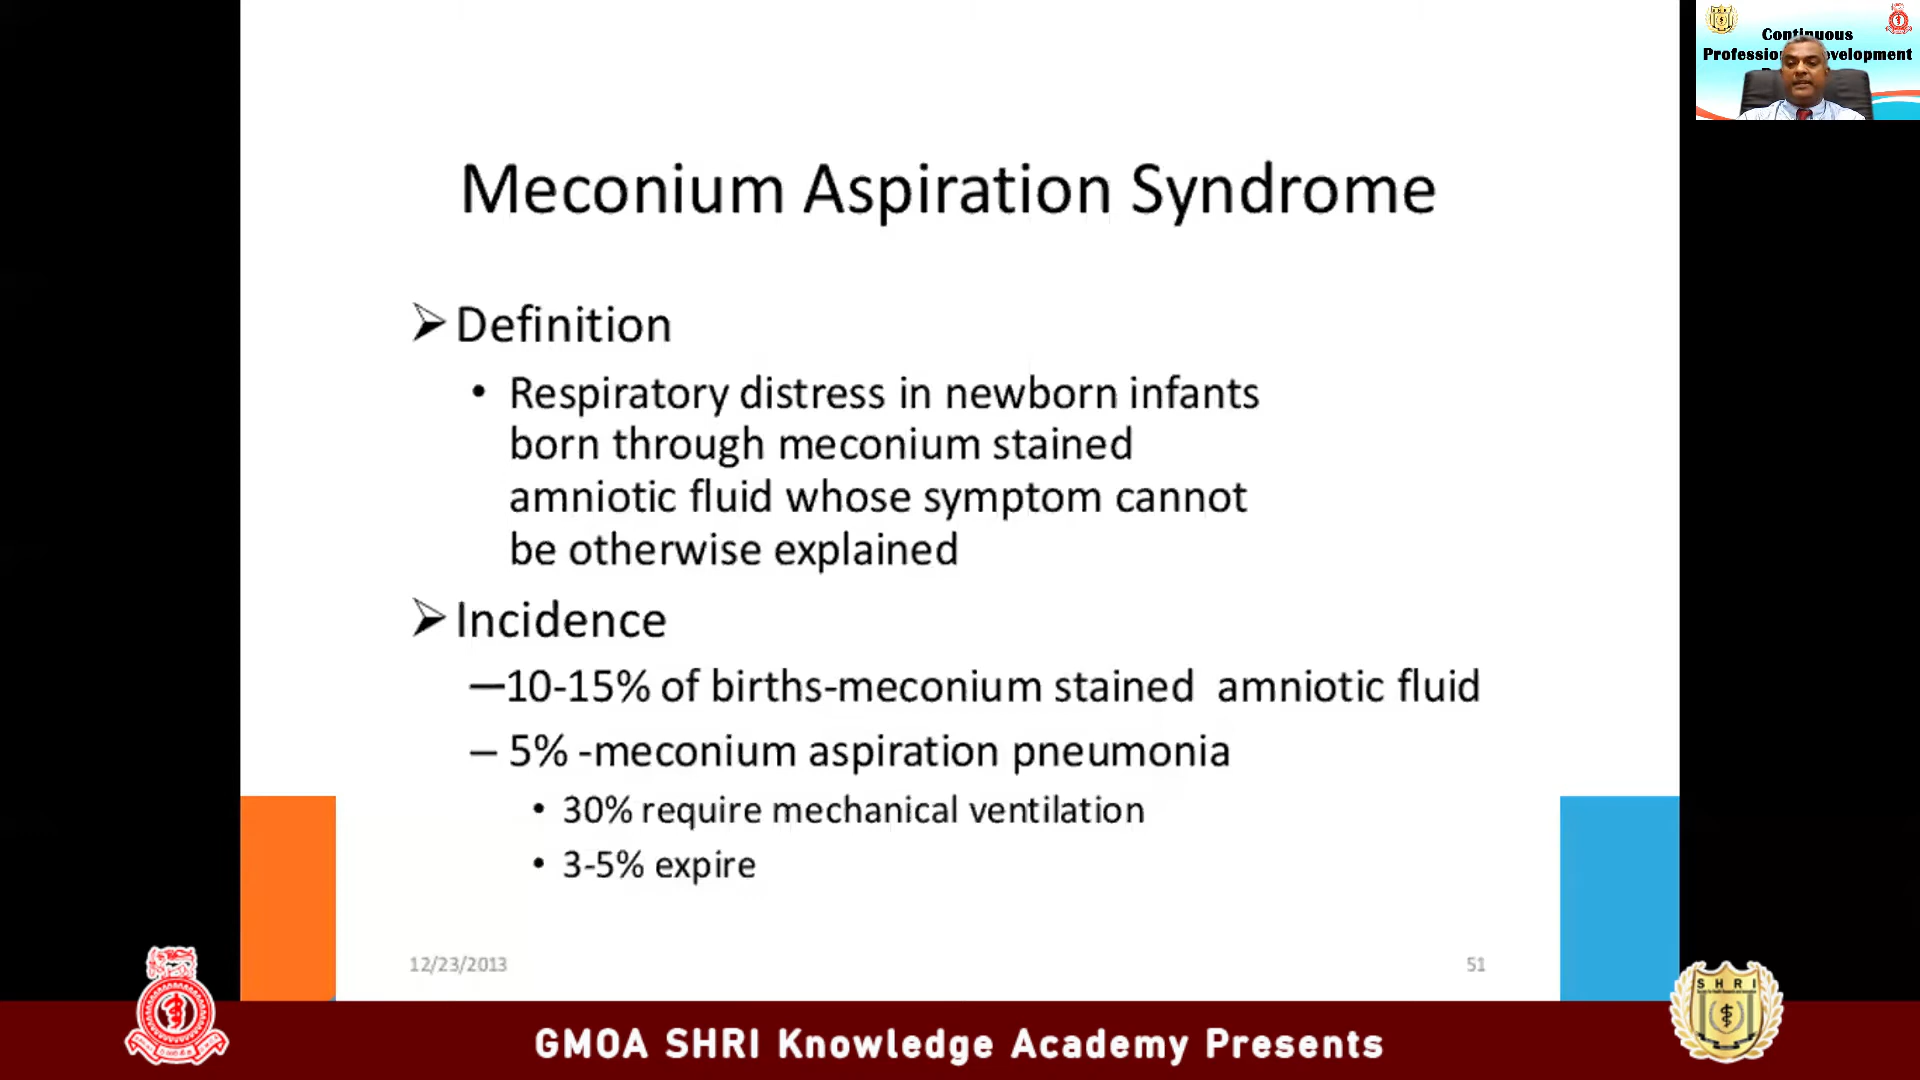 Continuous
Meconium Aspiration Syndrome
➢ Definition
• Respiratory distress in newborn infants
born through meconium stained
amniotic fluid whose symptom cannot
be otherwise explained
➢ Incidence
—10-15% of births-meconium stained amniotic fluid
– 5% -meconium aspiration pneumonia
• 30% require mechanical ventilation
• 3-5% expire
12/23/2013
51
SHRI
GMOA SHRI Knowledge Academy Presents